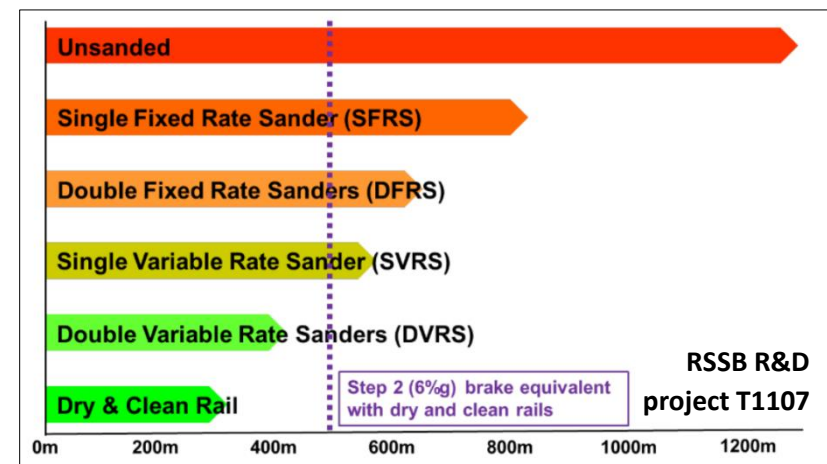 Unsanded
Single Fixed Rate Sander (SFRS)
Double Fixed Rate Sanders (DFRS)
Single Variable Rate Sander (SVRS)
Double Variable Rate Sanders (DVRS)
Dry & Clean Rail
Step 2 (6%g) brake equivalent
with dry and clean rails
RSSB R&D
project T1107
0m 200m 400m 600m 800m 1000m 1200m